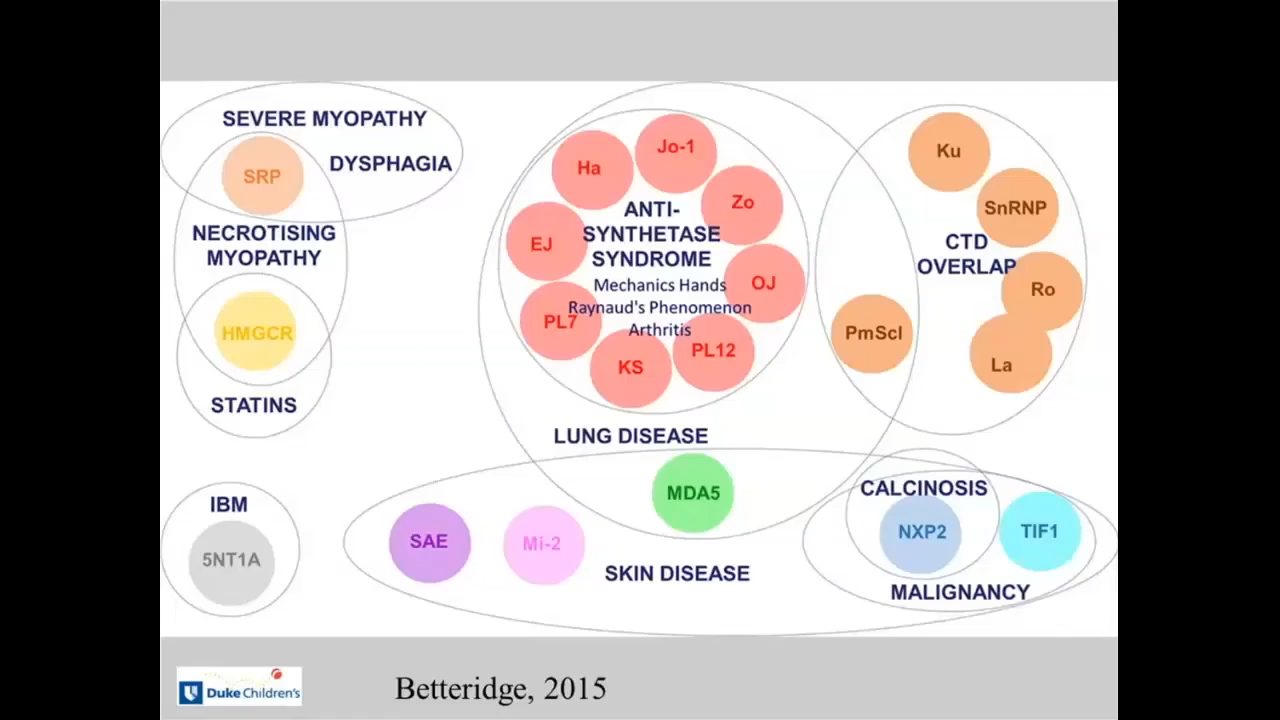 SEVERE MYOPATHY
DYSPHAGIA
SRP
NECROTISING
MYOPATHY
HMGCR
STATINS
IBM
5NT1A
Jo-1
Ha
Zo
ANTI-
SYNTHETASE
SYNDROME
EJ
OJ
Mechanics Hands
Raynaud's Phenomenon
Arthritis
PL7
PL12
KS
LUNG DISEASE
Ku
SnRNP
CTD
OVERLAP
Ro
PmScl
La
MDA5
SAE
Mi-2
SKIN DISEASE
CALCINOSIS
NXP2
TIF1
MALIGNANCY
Duke Children's
Betteridge, 2015